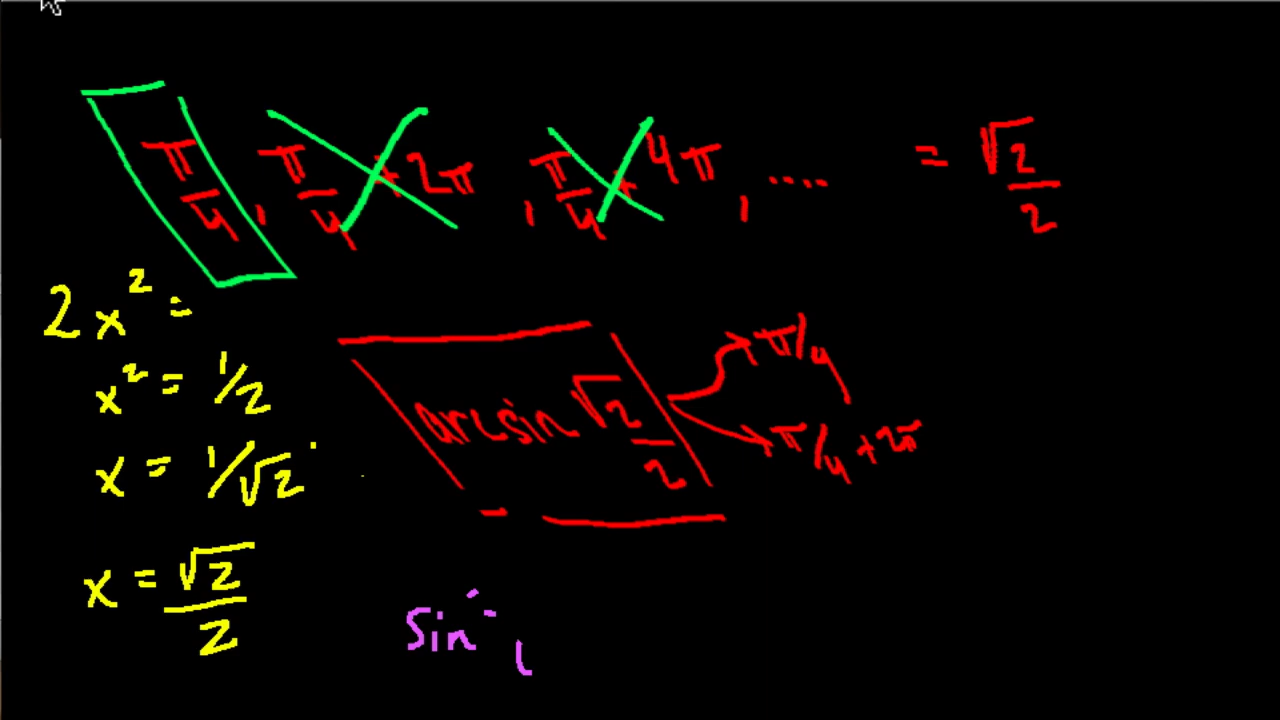 π/4, π/4 + 2π, π/4 + 4π, .... = √2/2
2x² =
x² = 1/2
x = 1/√2
x = √2/2
arcsin √2/2
π/4
π/4 + 2π
sin⁻ (